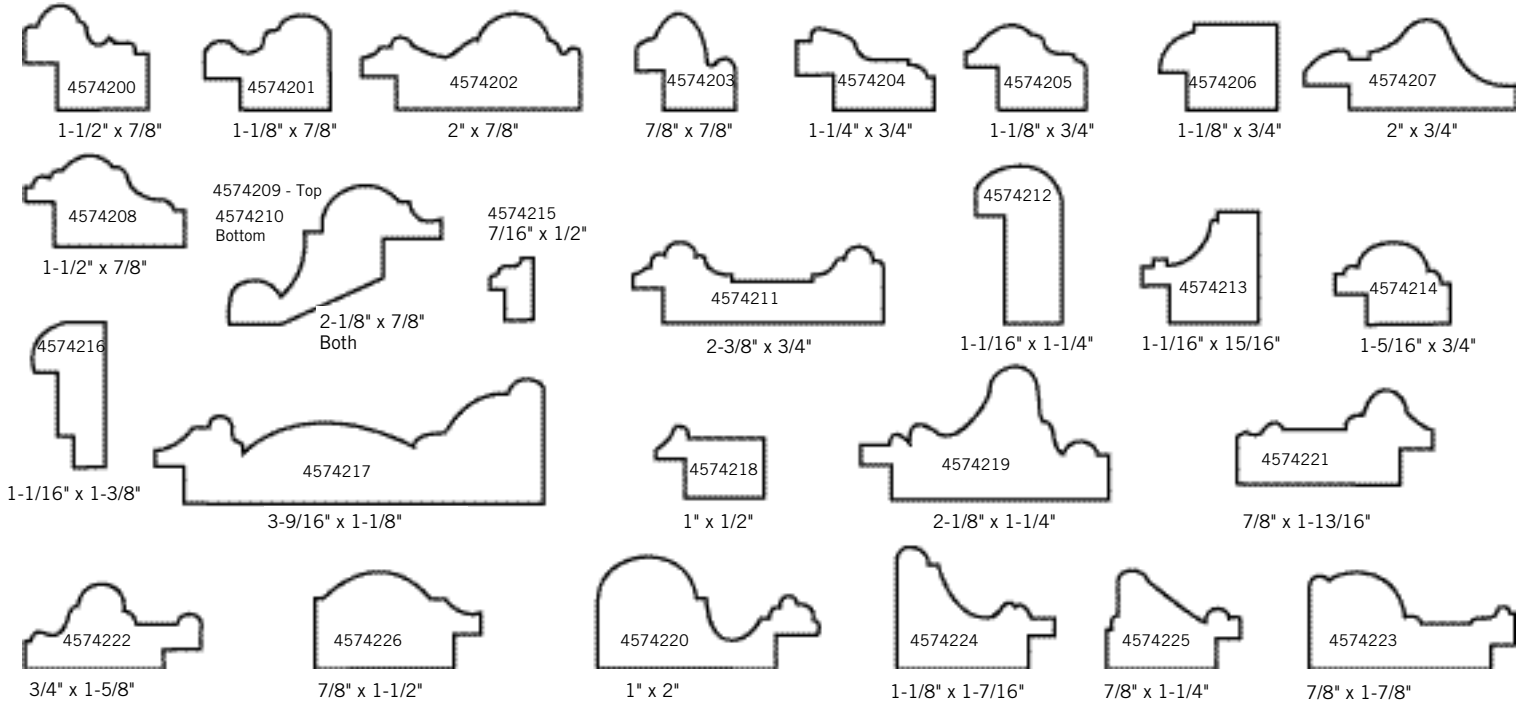 4574200
1-1/2" x 7/8"
4574201
1-1/8" x 7/8"
4574202
2" x 7/8"
4574203
7/8" x 7/8"
4574204
1-1/4" x 3/4"
4574205
1-1/8" x 3/4"
4574206
1-1/8" x 3/4"
4574207
2" x 3/4"
4574208
1-1/2" x 7/8"
4574209 - Top
4574210
Bottom
2-1/8" x 7/8"
Both
4574215
7/16" x 1/2"
4574211
2-3/8" x 3/4"
4574212
1-1/16" x 1-1/4"
4574213
1-1/16" x 15/16"
4574214
1-5/16" x 3/4"
4574216
1-1/16" x 1-3/8"
4574217
3-9/16" x 1-1/8"
4574218
1" x 1/2"
4574219
2-1/8" x 1-1/4"
4574221
7/8" x 1-13/16"
4574222
3/4" x 1-5/8"
4574226
7/8" x 1-1/2"
4574220
1" x 2"
4574224
1-1/8" x 1-7/16"
4574225
7/8" x 1-1/4"
4574223
7/8" x 1-7/8"